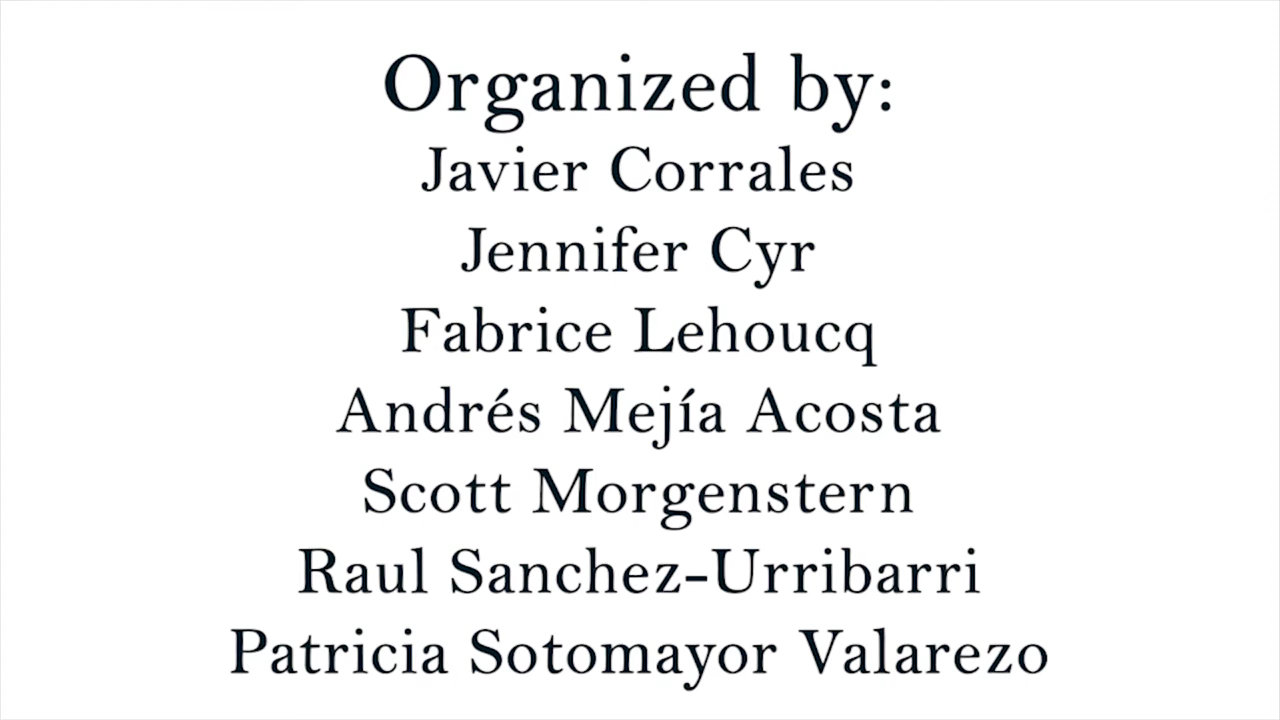 Organized by:
Javier Corrales
Jennifer Cyr
Fabrice Lehoucq
Andrés Mejía Acosta
Scott Morgenstern
Raul Sanchez-Urribarri
Patricia Sotomayor Valarezo